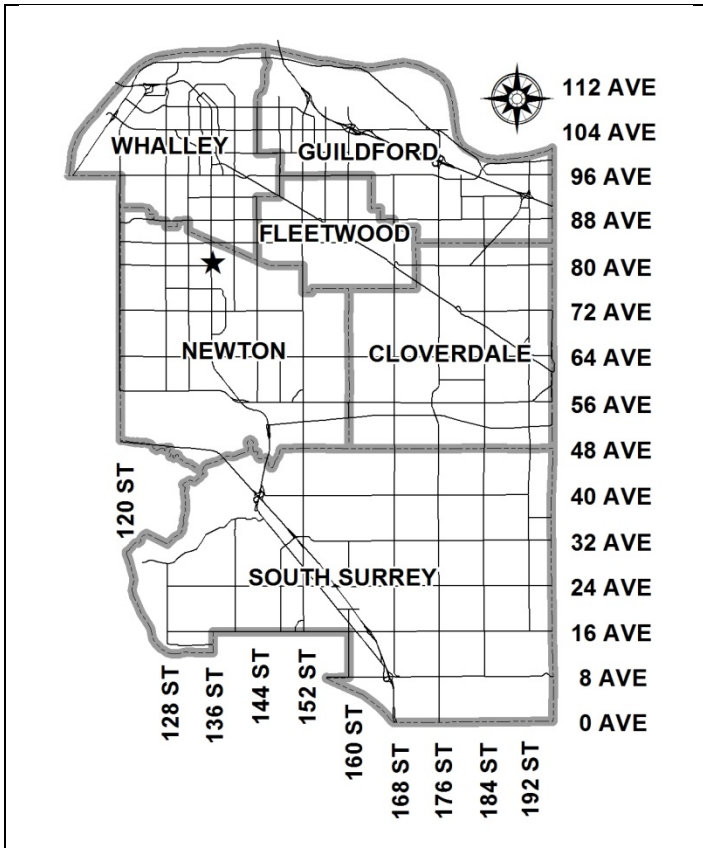 112 AVE
104 AVE
WHALLEY
GUILDFORD
96 AVE
88 AVE
FLEETWOOD
80 AVE
72 AVE
NEWTON
CLOVERDALE
64 AVE
56 AVE
48 AVE
120 ST
40 AVE
32 AVE
SOUTH SURREY
24 AVE
16 AVE
8 AVE
0 AVE
128 ST
136 ST
144 ST
152 ST
160 ST
168 ST
176 ST
184 ST
192 ST